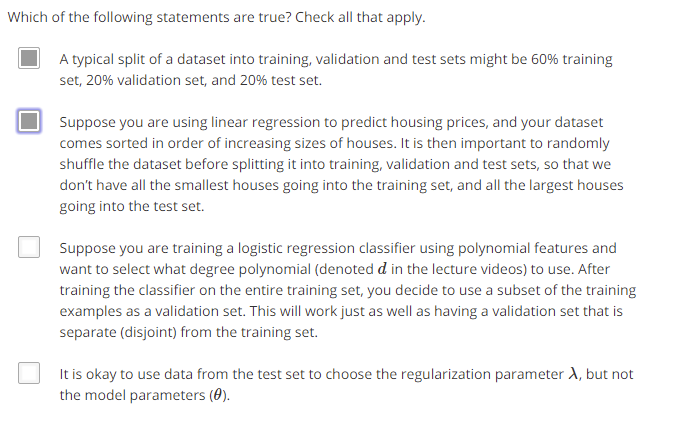 Which of the following statements are true? Check all that apply.
A typical split of a dataset into training, validation and test sets might be 60% training
set, 20% validation set, and 20% test set.
Suppose you are using linear regression to predict housing prices, and your dataset
comes sorted in order of increasing sizes of houses. It is then important to randomly
shuffle the dataset before splitting it into training, validation and test sets, so that we
don’t have all the smallest houses going into the training set, and all the largest houses
going into the test set.
Suppose you are training a logistic regression classifier using polynomial features and
want to select what degree polynomial (denoted d in the lecture videos) to use. After
training the classifier on the entire training set, you decide to use a subset of the training
examples as a validation set. This will work just as well as having a validation set that is
separate (disjoint) from the training set.
It is okay to use data from the test set to choose the regularization parameter λ, but not
the model parameters (θ).